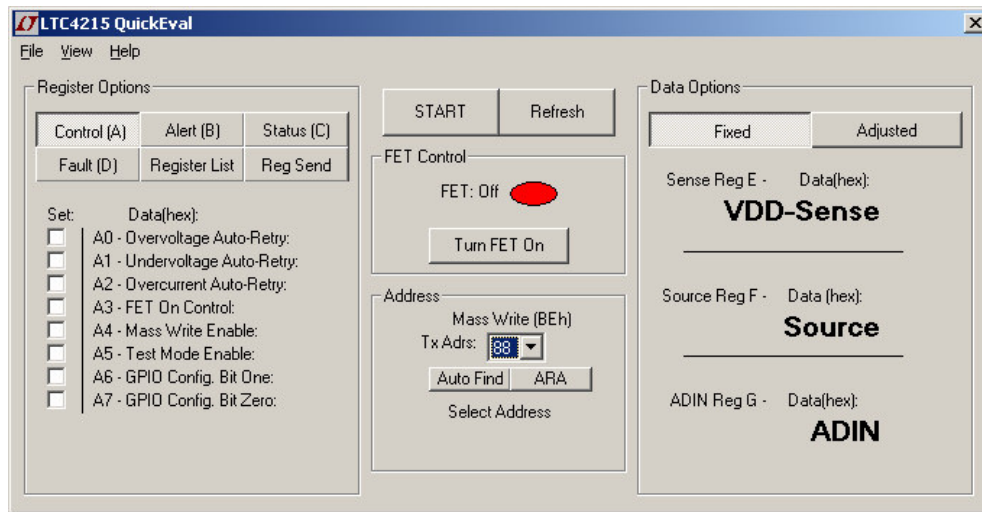 LTC4215 QuickEval
File View Help
Register Options
Control (A) Alert (B) Status (C)
Fault (D) Register List Reg Send
Set: Data(hex):
A0 - Overvoltage Auto-Retry:
A1 - Undervoltage Auto-Retry:
A2 - Overcurrent Auto-Retry:
A3 - FET On Control:
A4 - Mass Write Enable:
A5 - Test Mode Enable:
A6 - GPIO Config. Bit One:
A7 - GPIO Config. Bit Zero:
START Refresh
FET Control
FET: Off
Turn FET On
Address
Mass Write (BEh)
Tx Adrs: 88
Auto Find ARA
Select Address
Data Options
Fixed Adjusted
Sense Reg E - Data(hex):
VDD-Sense
Source Reg F - Data (hex):
Source
ADIN Reg G - Data(hex):
ADIN